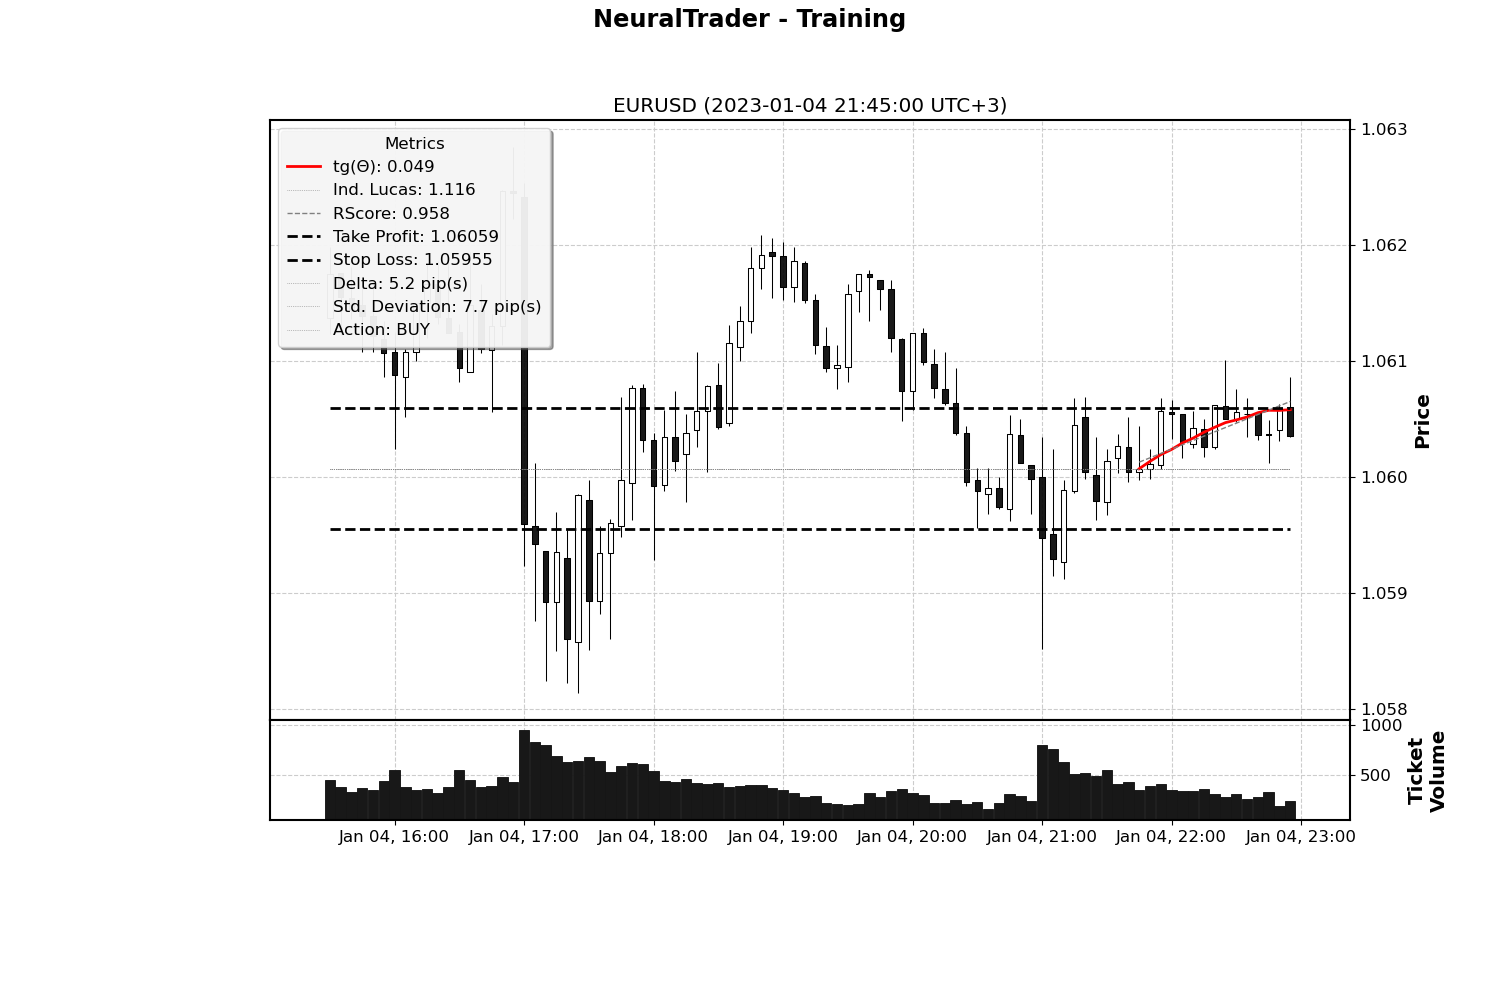 NeuralTrader - Training
EURUSD (2023-01-04 21:45:00 UTC+3)
Metrics
tg(Θ): 0.049
Ind. Lucas: 1.116
RScore: 0.958
Take Profit: 1.06059
Stop Loss: 1.05955
Delta: 5.2 pip(s)
Std. Deviation: 7.7 pip(s)
Action: BUY
1.063
1.062
1.061
1.060
1.059
1.058
Price
1000
500
Ticket
Volume
Jan 04, 16:00
Jan 04, 17:00
Jan 04, 18:00
Jan 04, 19:00
Jan 04, 20:00
Jan 04, 21:00
Jan 04, 22:00
Jan 04, 23:00